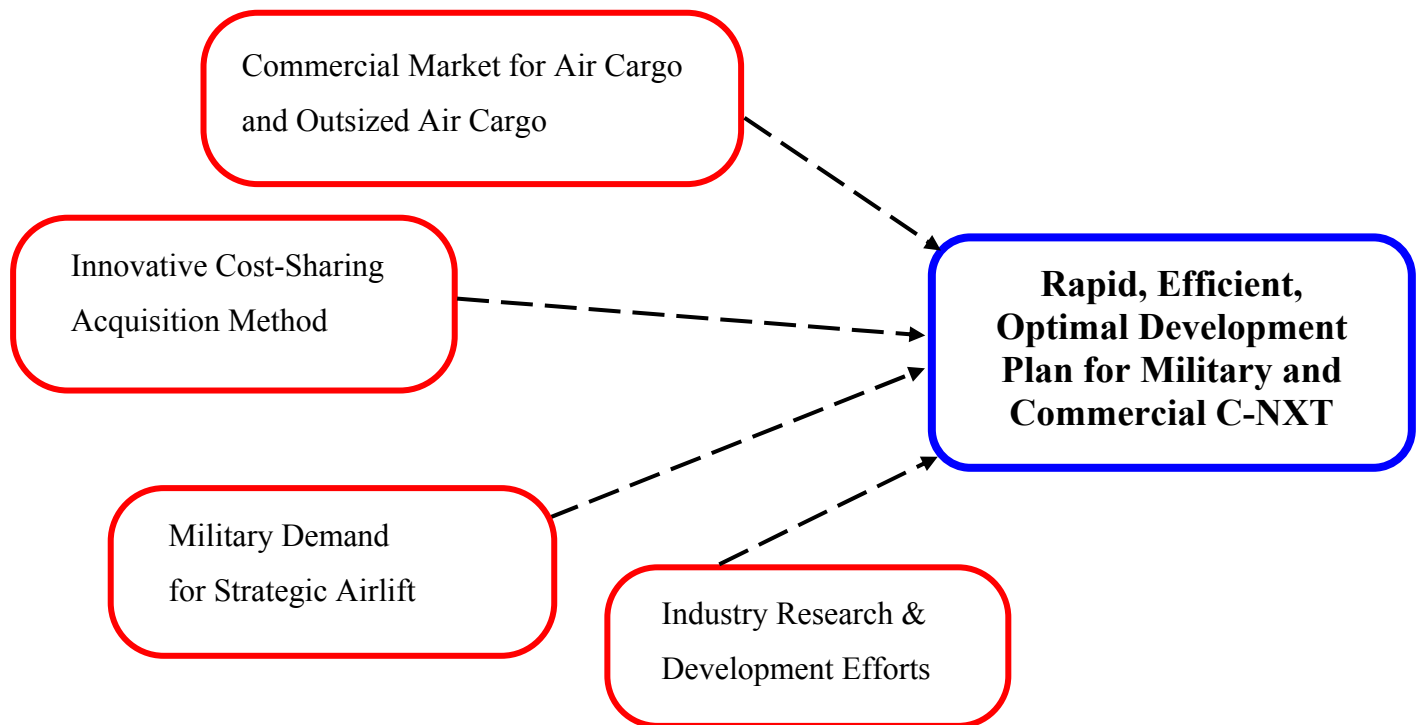 Commercial Market for Air Cargo
and Outsized Air Cargo
Innovative Cost-Sharing
Acquisition Method
Rapid, Efficient,
Optimal Development
Plan for Military and
Commercial C-NXT
Military Demand
for Strategic Airlift
Industry Research &
Development Efforts